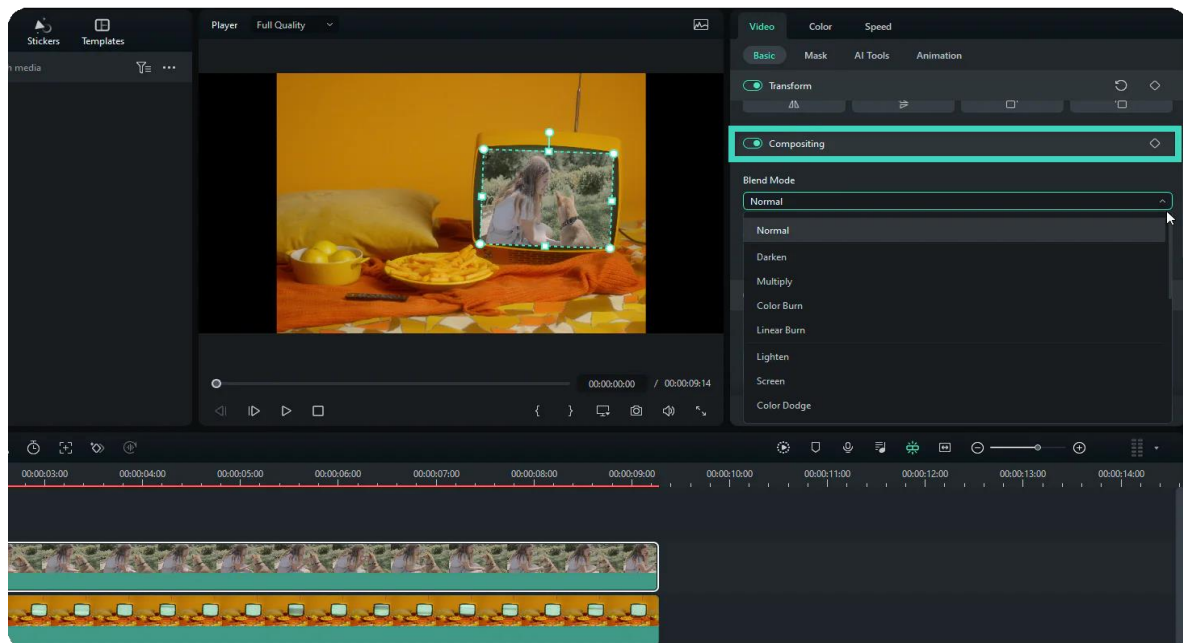 Stickers
Templates
media
Player Full Quality
00:00:00:00 / 00:00:09:14
Video Color Speed
Basic Mask AI Tools Animation
Transform
Compositing
Blend Mode
Normal
Normal
Darken
Multiply
Color Burn
Linear Burn
Lighten
Screen
Color Dodge
00:00:03:00 00:00:04:00 00:00:05:00 00:00:06:00 00:00:07:00 00:00:08:00 00:00:09:00 00:00:10:00 00:00:11:00 00:00:12:00 00:00:13:00 00:00:14:00